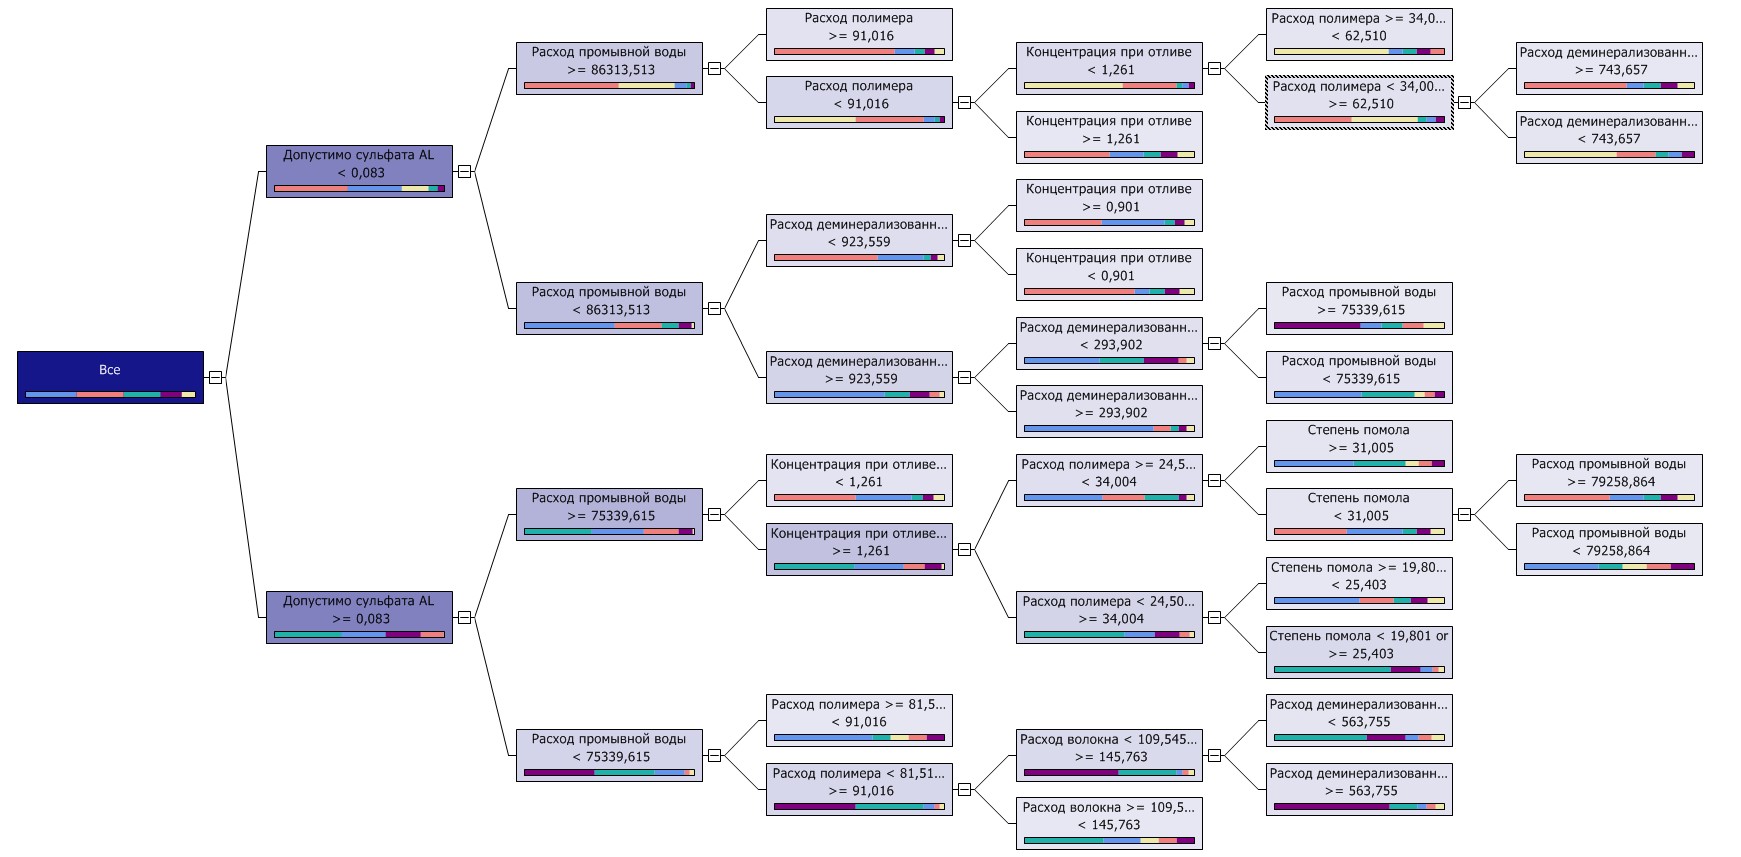 Все
Допустимо сульфата AL
< 0,083
Допустимо сульфата AL
>= 0,083
Расход промывной воды
>= 86313,513
Расход промывной воды
< 86313,513
Расход промывной воды
>= 75339,615
Расход промывной воды
< 75339,615
Расход полимера
>= 91,016
Расход полимера
< 91,016
Расход деминерализованн...
< 923,559
Расход деминерализованн...
>= 923,559
Концентрация при отливе...
< 1,261
Концентрация при отливе...
>= 1,261
Расход полимера >= 81,5...
< 91,016
Расход полимера < 81,51...
>= 91,016
Концентрация при отливе
< 1,261
Концентрация при отливе
>= 1,261
Концентрация при отливе
>= 0,901
Концентрация при отливе
< 0,901
Расход деминерализованн...
< 293,902
Расход деминерализованн...
>= 293,902
Расход полимера >= 24,5...
< 34,004
Расход полимера < 24,50...
>= 34,004
Расход волокна < 109,545...
>= 145,763
Расход волокна >= 109,5...
< 145,763
Расход полимера >= 34,0...
< 62,510
Расход полимера < 34,00...
>= 62,510
Расход промывной воды
>= 75339,615
Расход промывной воды
< 75339,615
Степень помола
>= 31,005
Степень помола
< 31,005
Степень помола >= 19,80...
< 25,403
Степень помола < 19,801 or
>= 25,403
Расход деминерализованн...
< 563,755
Расход деминерализованн...
>= 563,755
Расход деминерализованн...
>= 743,657
Расход деминерализованн...
< 743,657
Расход промывной воды
>= 79258,864
Расход промывной воды
< 79258,864